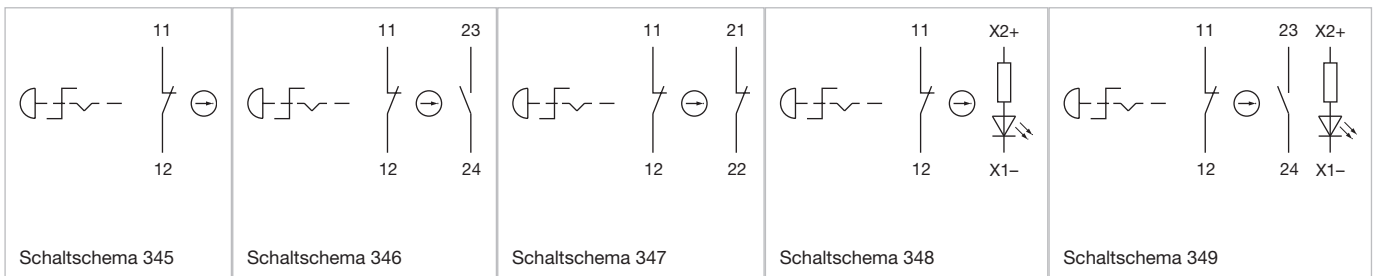 11
12
Schaltschema 345
11 23
12 24
Schaltschema 346
11 21
12 22
Schaltschema 347
11 X2+
12 X1–
Schaltschema 348
11 23 X2+
12 24 X1–
Schaltschema 349